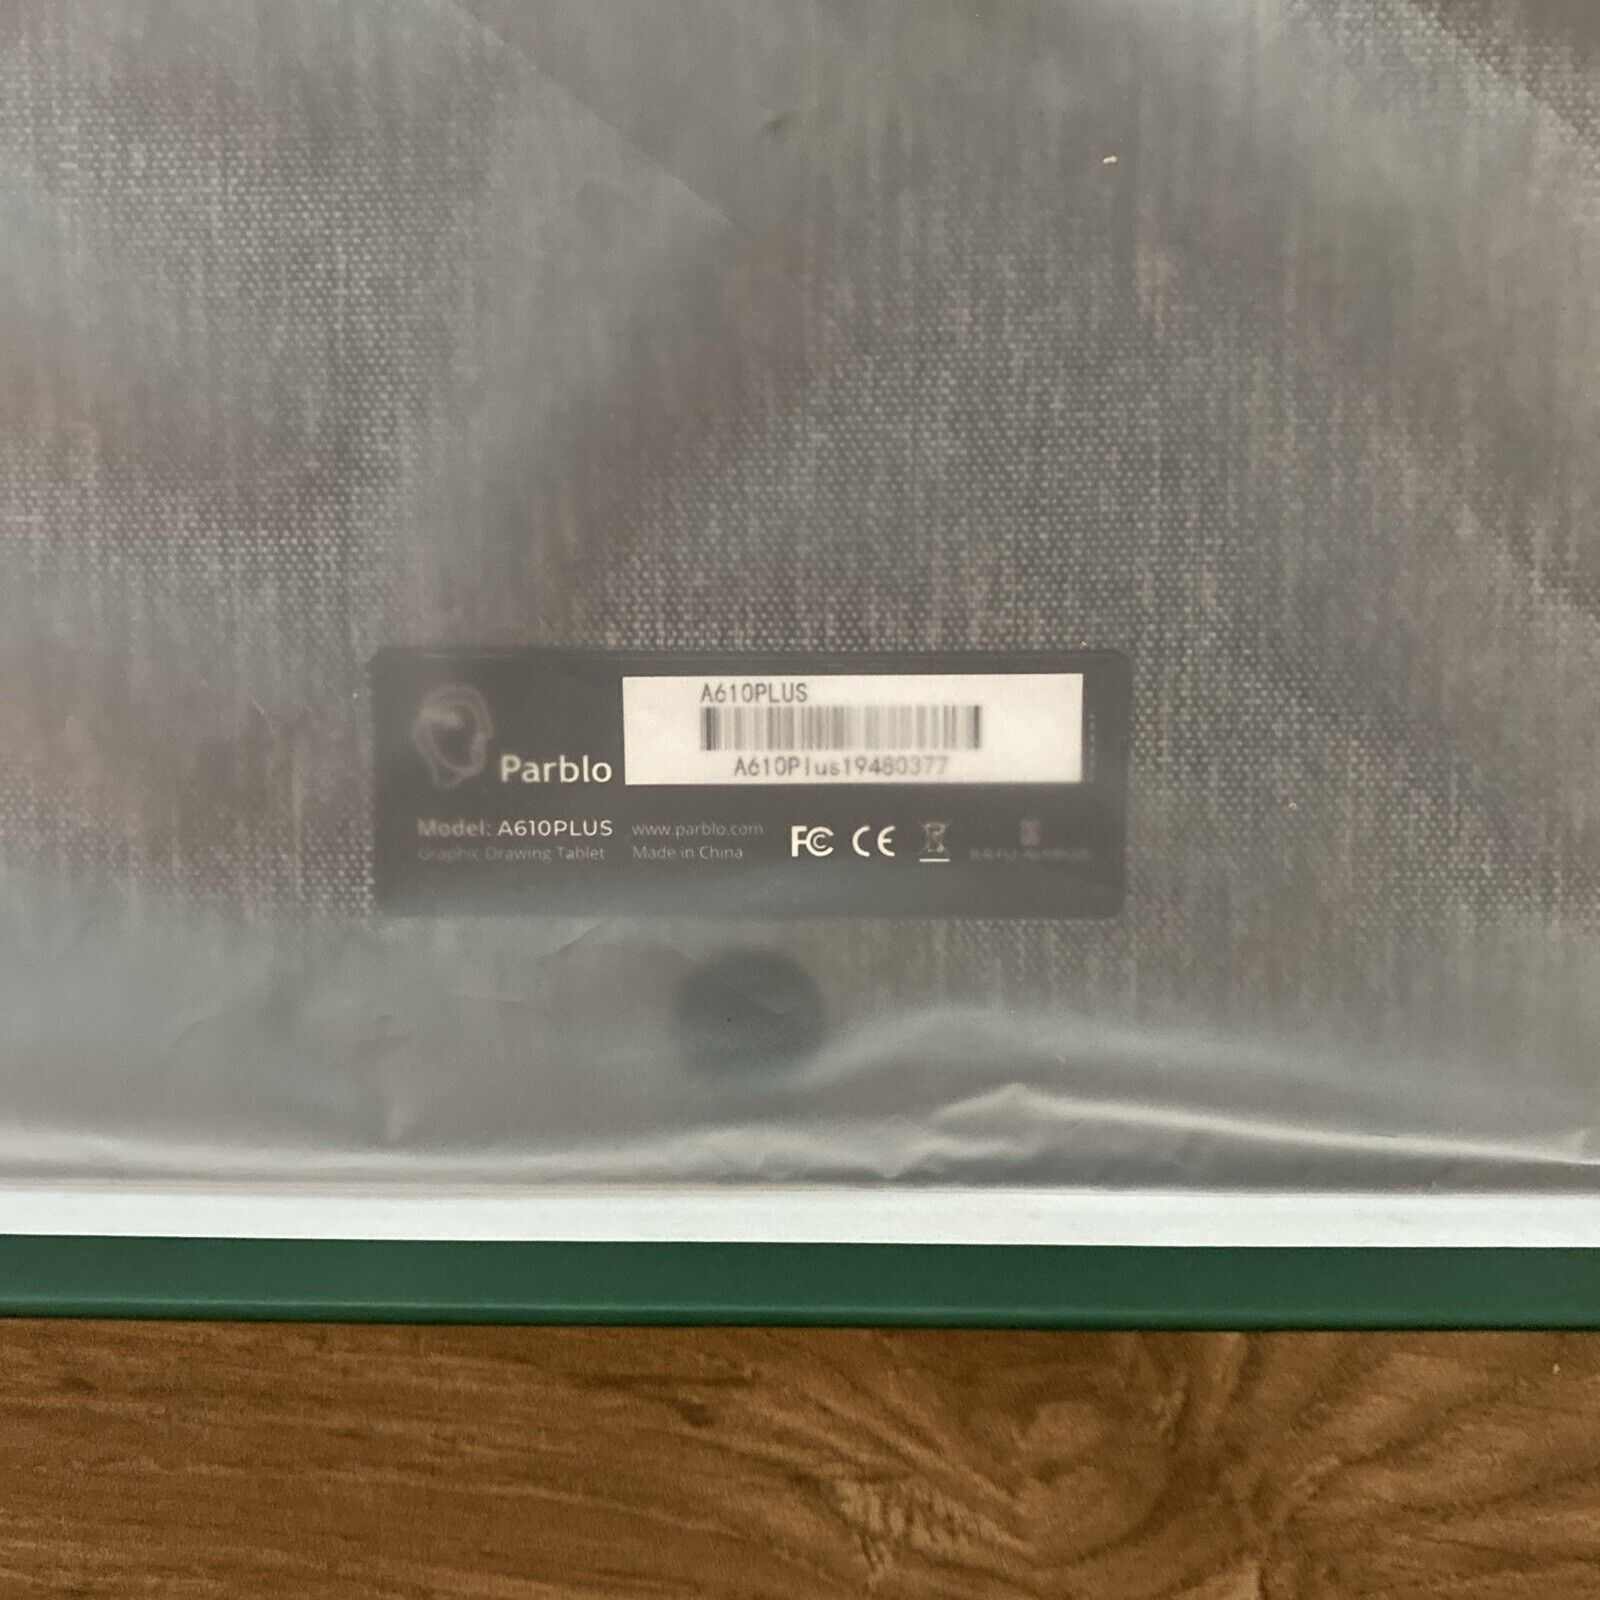 A610PLUS
A610Plus19480377
Parblo
Model: A610PLUS www.parblo.com
Graphic Drawing Tablet Made in China
FC CE